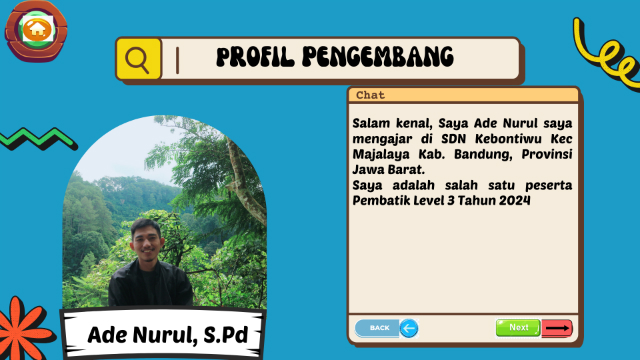 PROFIL PENGEMBANG
Chat
Salam kenal, Saya Ade Nurul saya
mengajar di SDN Kebontiwu Kec
Majalaya Kab. Bandung, Provinsi
Jawa Barat.
Saya adalah salah satu peserta
Pembatik Level 3 Tahun 2024
Ade Nurul, S.Pd
BACK
Next